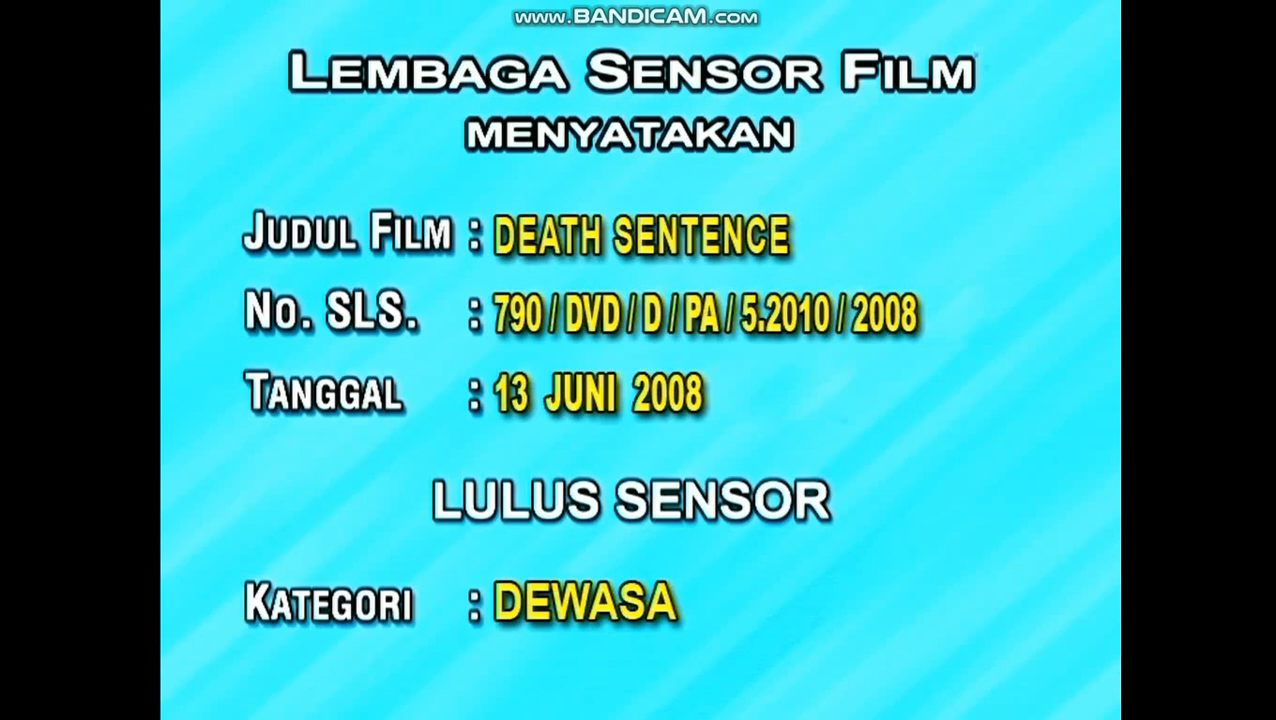 www.BANDICAM.com
LEMBAGA SENSOR FILM
MENYATAKAN
JUDUL FILM : DEATH SENTENCE
NO. SLS. : 790 / DVD / D / PA / 5.2010 / 2008
TANGGAL : 13 JUNI 2008
LULUS SENSOR
KATEGORI : DEWASA